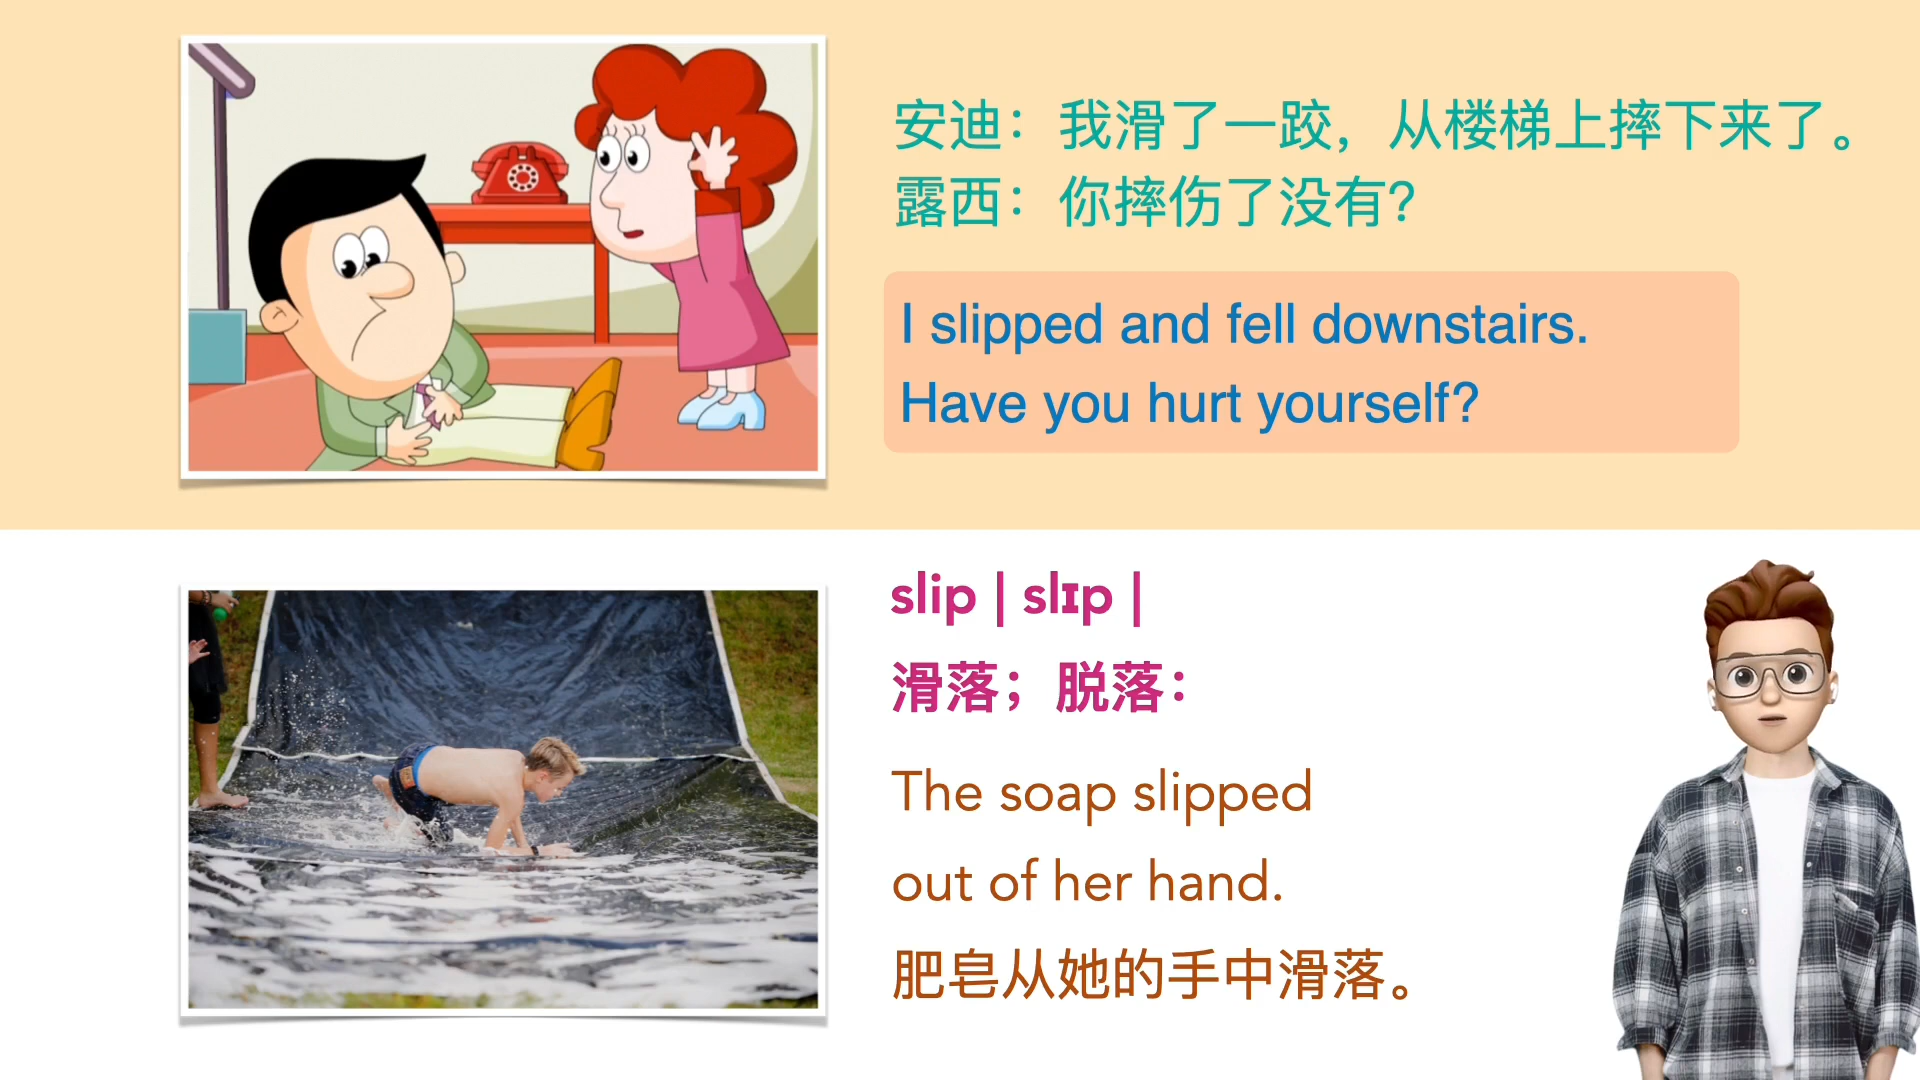 安迪：我滑了一跤，从楼梯上摔下来了。
露西：你摔伤了没有？
I slipped and fell downstairs.
Have you hurt yourself?
slip | slɪp |
滑落；脱落：
The soap slipped
out of her hand.
肥皂从她的手中滑落。